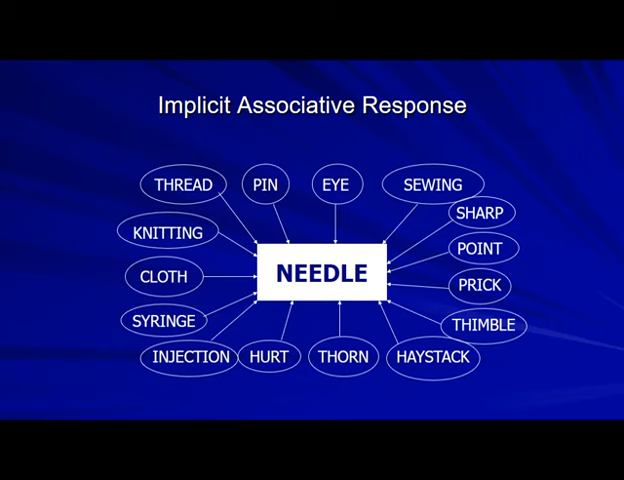 Implicit Associative Response
THREAD
PIN
EYE
SEWING
SHARP
KNITTING
POINT
CLOTH
NEEDLE
PRICK
SYRINGE
THIMBLE
INJECTION
HURT
THORN
HAYSTACK